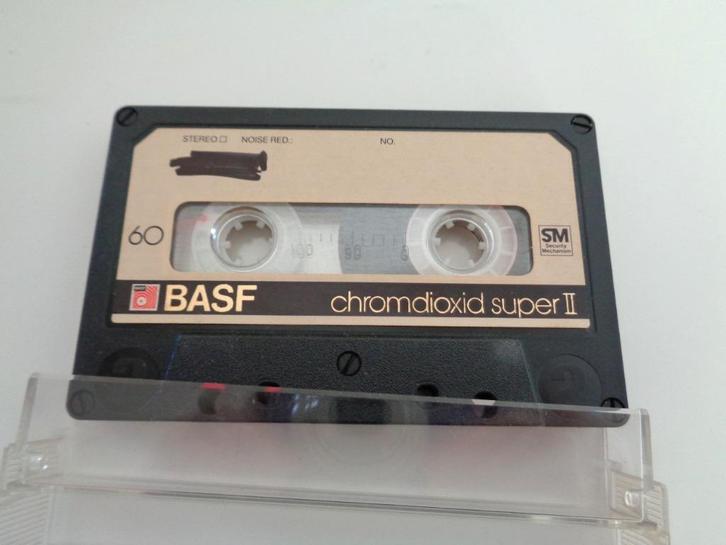 STEREO □ NOISE RED.: NO.
60
SM
Security
Mechanism
BASF
chromdioxid super II